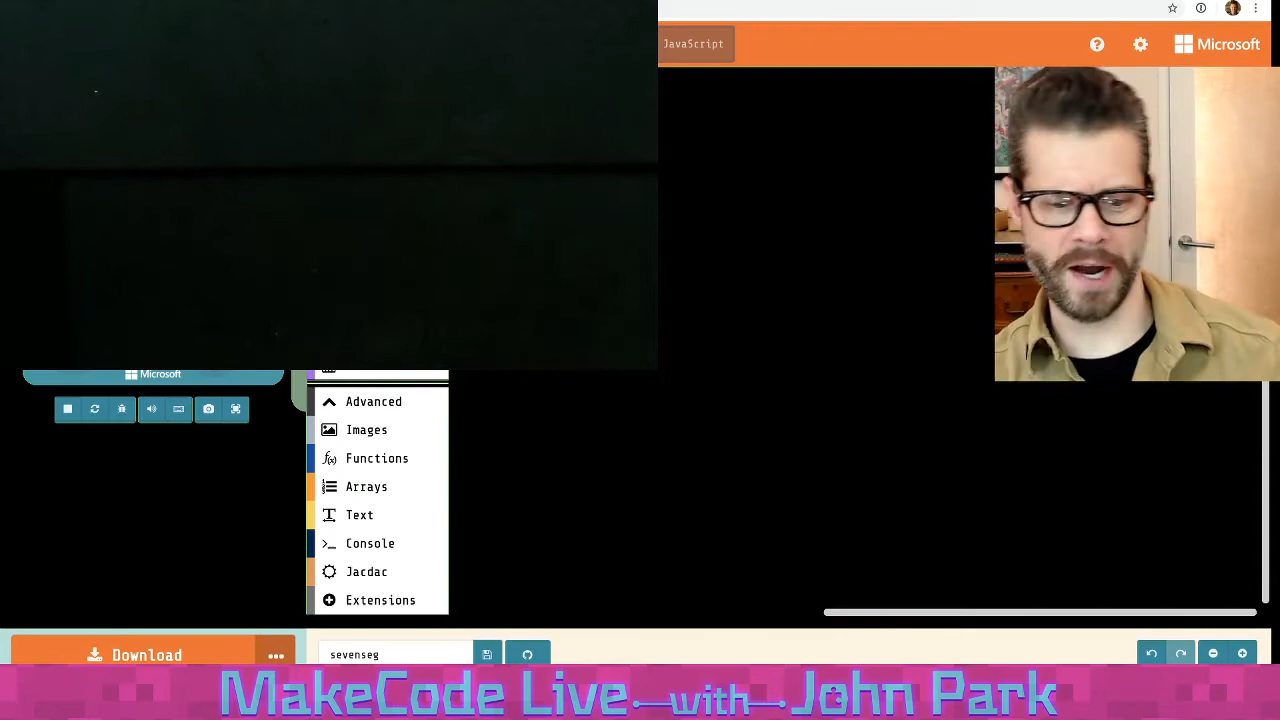 JavaScript
Microsoft
Microsoft
Advanced
Images
Functions
Arrays
Text
Console
Jacdac
Extensions
Download
sevenseg
MakeCode Live with John Park